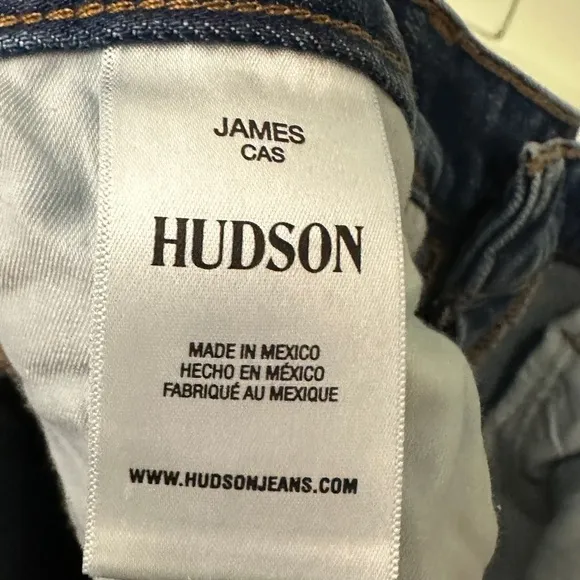 JAMES
CAS
HUDSON
MADE IN MEXICO
HECHO EN MÉXICO
FABRIQUÉ AU MEXIQUE
WWW.HUDSONJEANS.COM